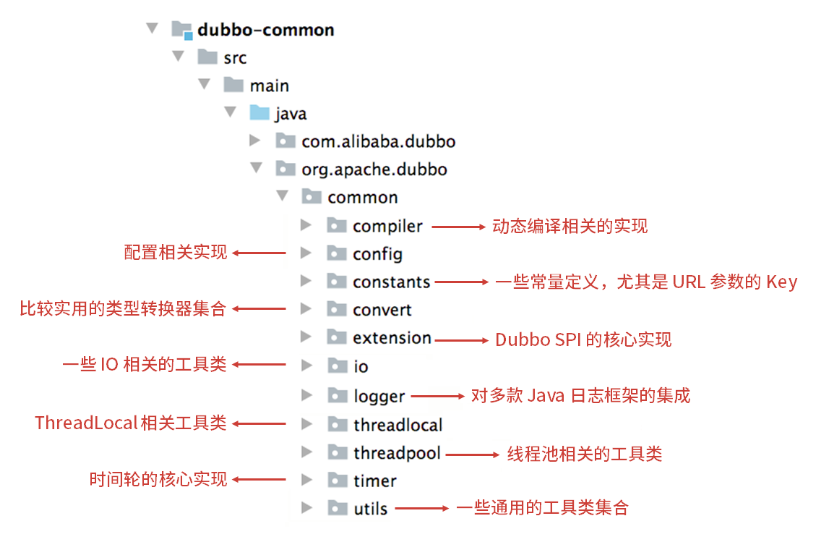 dubbo-common
src
main
java
com.alibaba.dubbo
org.apache.dubbo
common
compiler 动态编译相关的实现
配置相关实现 config
constants 一些常量定义，尤其是 URL 参数的 Key
比较实用的类型转换器集合 convert
extension Dubbo SPI 的核心实现
一些 IO 相关的工具类 io
logger 对多款 Java 日志框架的集成
ThreadLocal 相关工具类 threadlocal
threadpool 线程池相关的工具类
时间轮的核心实现 timer
utils 一些通用的工具类集合